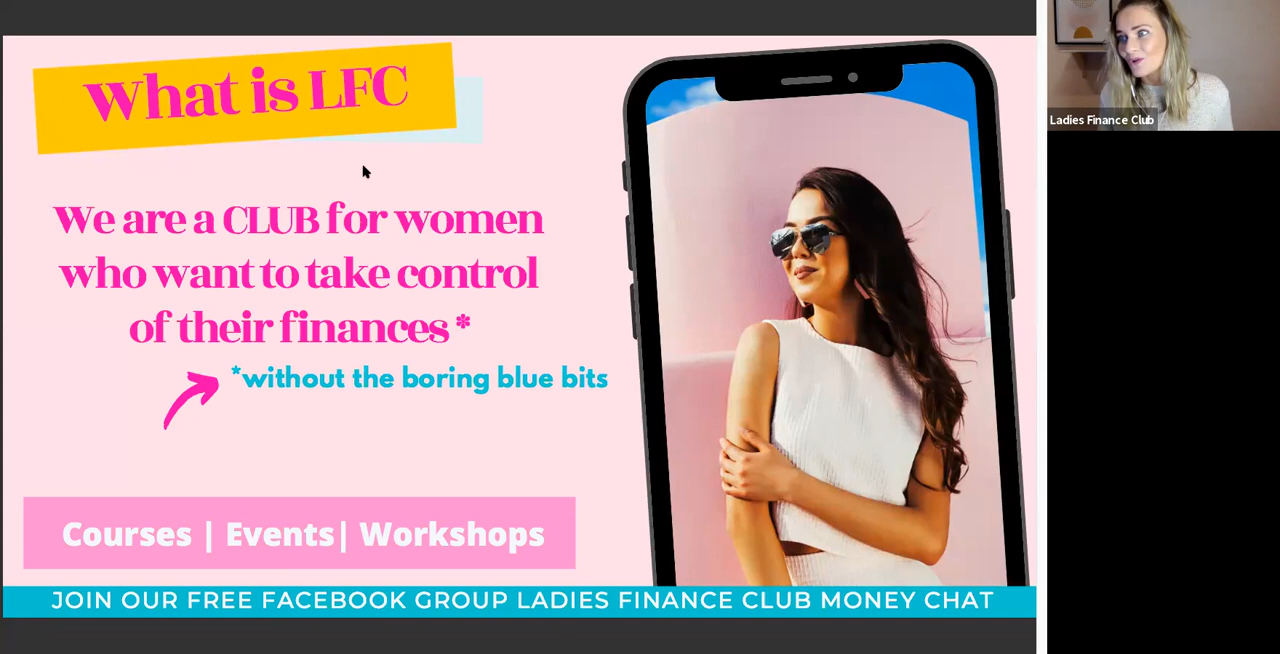 What is LFC
We are a CLUB for women
who want to take control
of their finances *
*without the boring blue bits
Courses | Events| Workshops
JOIN OUR FREE FACEBOOK GROUP LADIES FINANCE CLUB MONEY CHAT
Ladies Finance Club